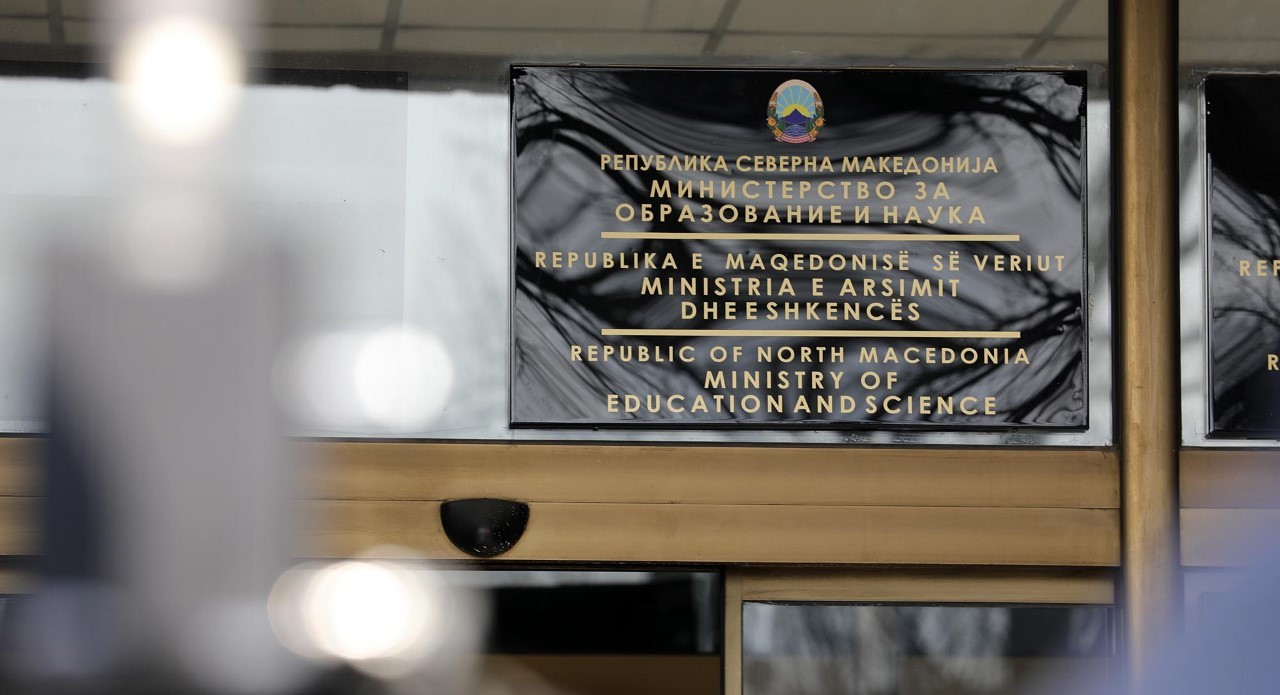 РЕПУБЛИКА СЕВЕРНА МАКЕДОНИЈА
МИНИСТЕРСТВО ЗА
ОБРАЗОВАНИЕ И НАУКА
REPUBLIKA E MAQEDONISË SË VERIUT
MINISTRIA E ARSIMIT
DHE E SHKENCËS
REPUBLIC OF NORTH MACEDONIA
MINISTRY OF
EDUCATION AND SCIENCE